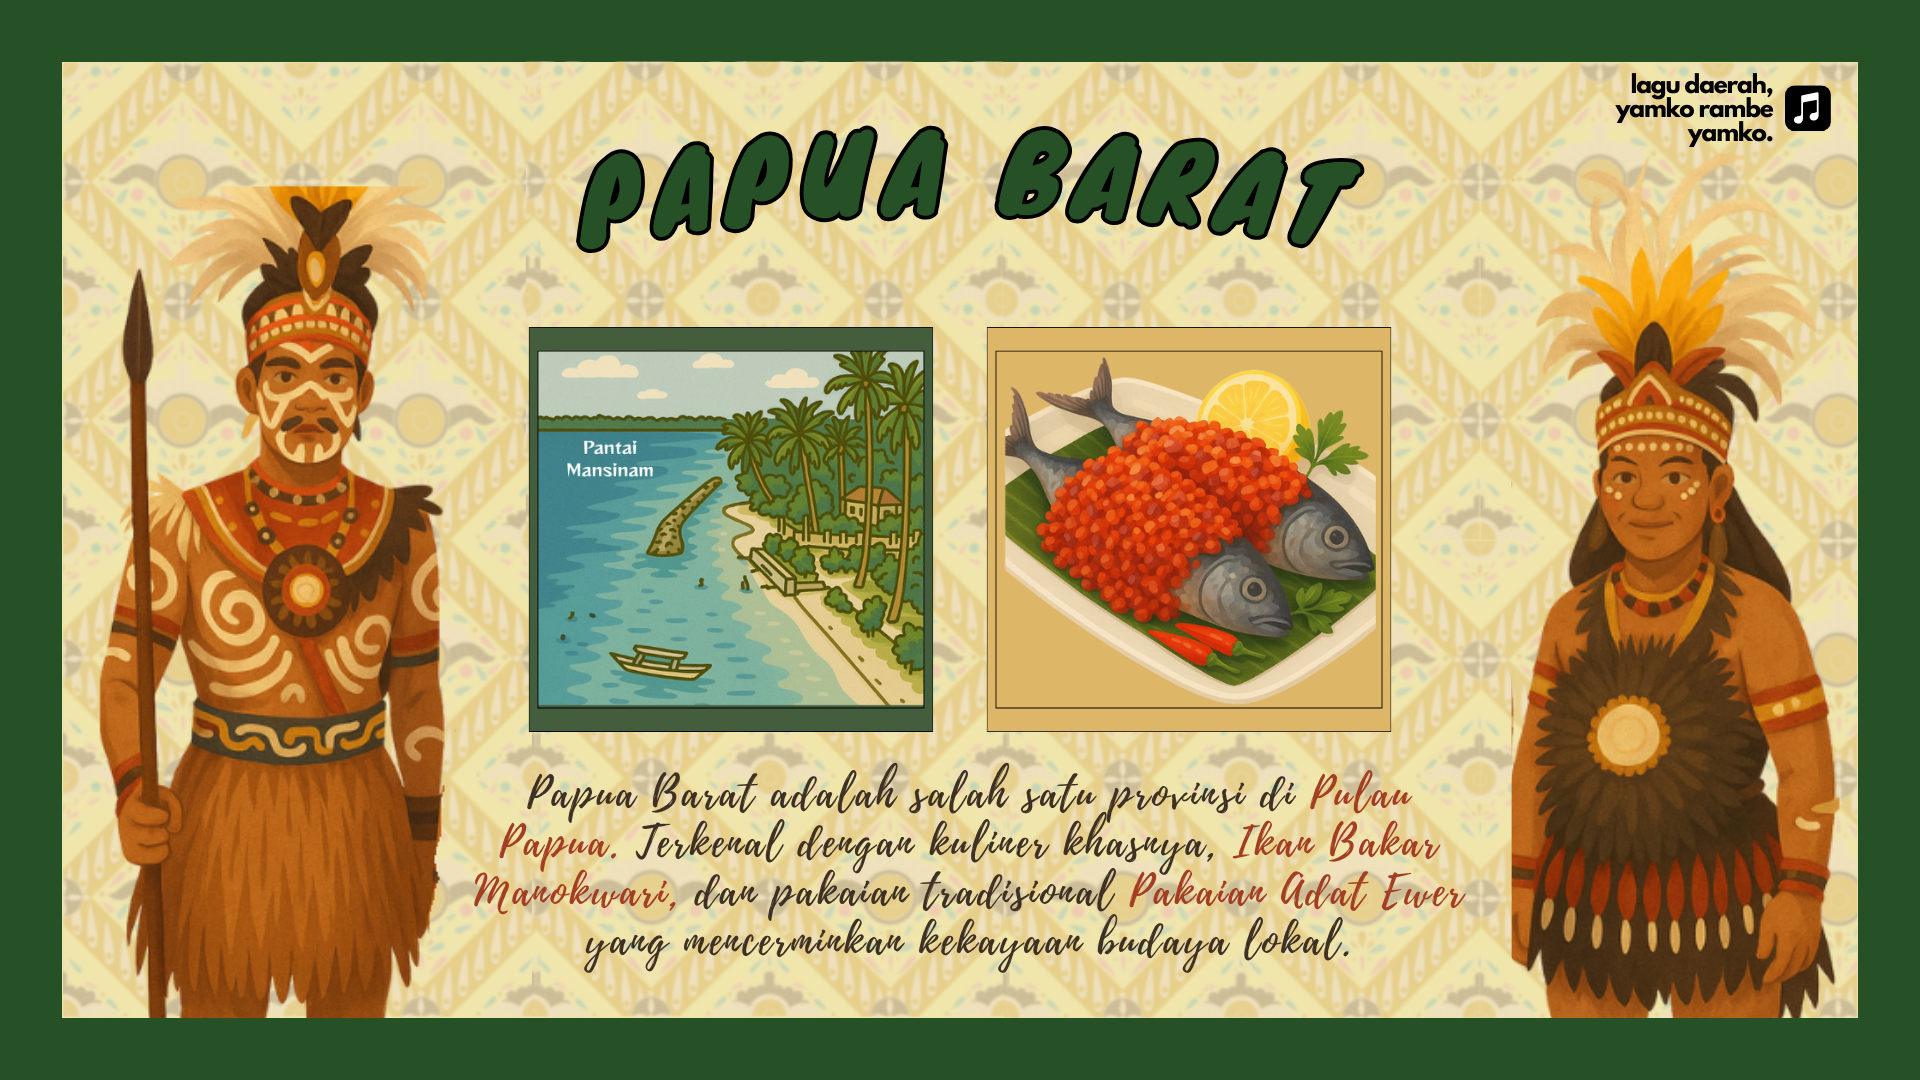 lagu daerah,
yamko rambe
yamko.
PAPUA BARAT
Pantai
Mansinam
Papua Barat adalah salah satu provinsi di Pulau
Papua. Terkenal dengan kuliner khasnya, Ikan Bakar
Manokwari, dan pakaian tradisional Pakaian Adat Ewer
yang mencerminkan kekayaan budaya lokal.